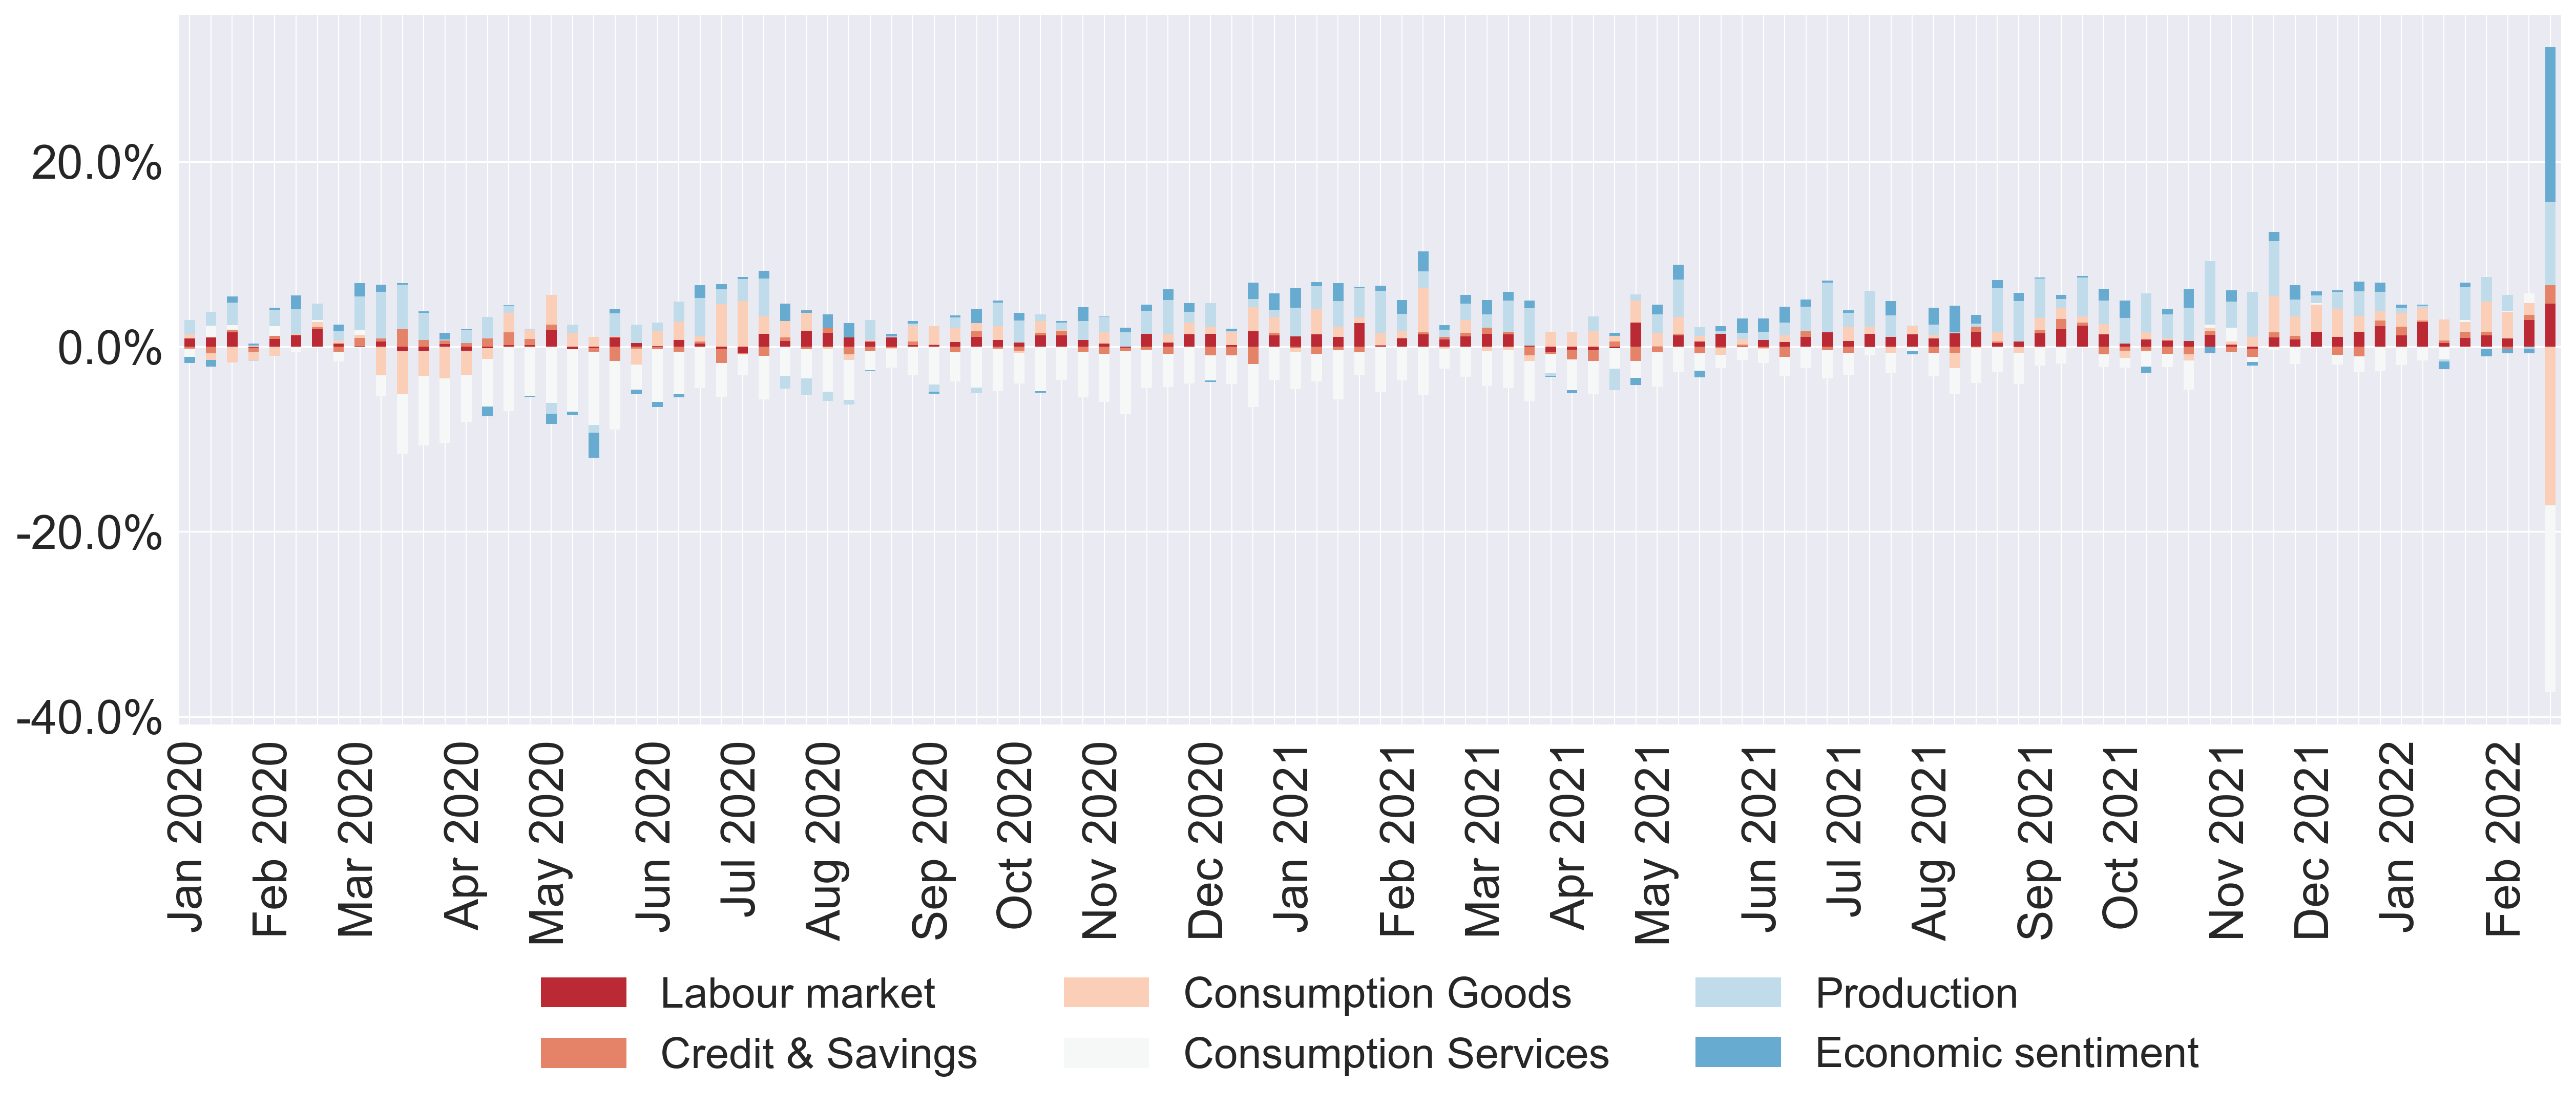 20.0%
0.0%
-20.0%
-40.0%
Jan 2020
Feb 2020
Mar 2020
Apr 2020
May 2020
Jun 2020
Jul 2020
Aug 2020
Sep 2020
Oct 2020
Nov 2020
Dec 2020
Jan 2021
Feb 2021
Mar 2021
Apr 2021
May 2021
Jun 2021
Jul 2021
Aug 2021
Sep 2021
Oct 2021
Nov 2021
Dec 2021
Jan 2022
Feb 2022
Labour market
Consumption Goods
Production
Credit & Savings
Consumption Services
Economic sentiment